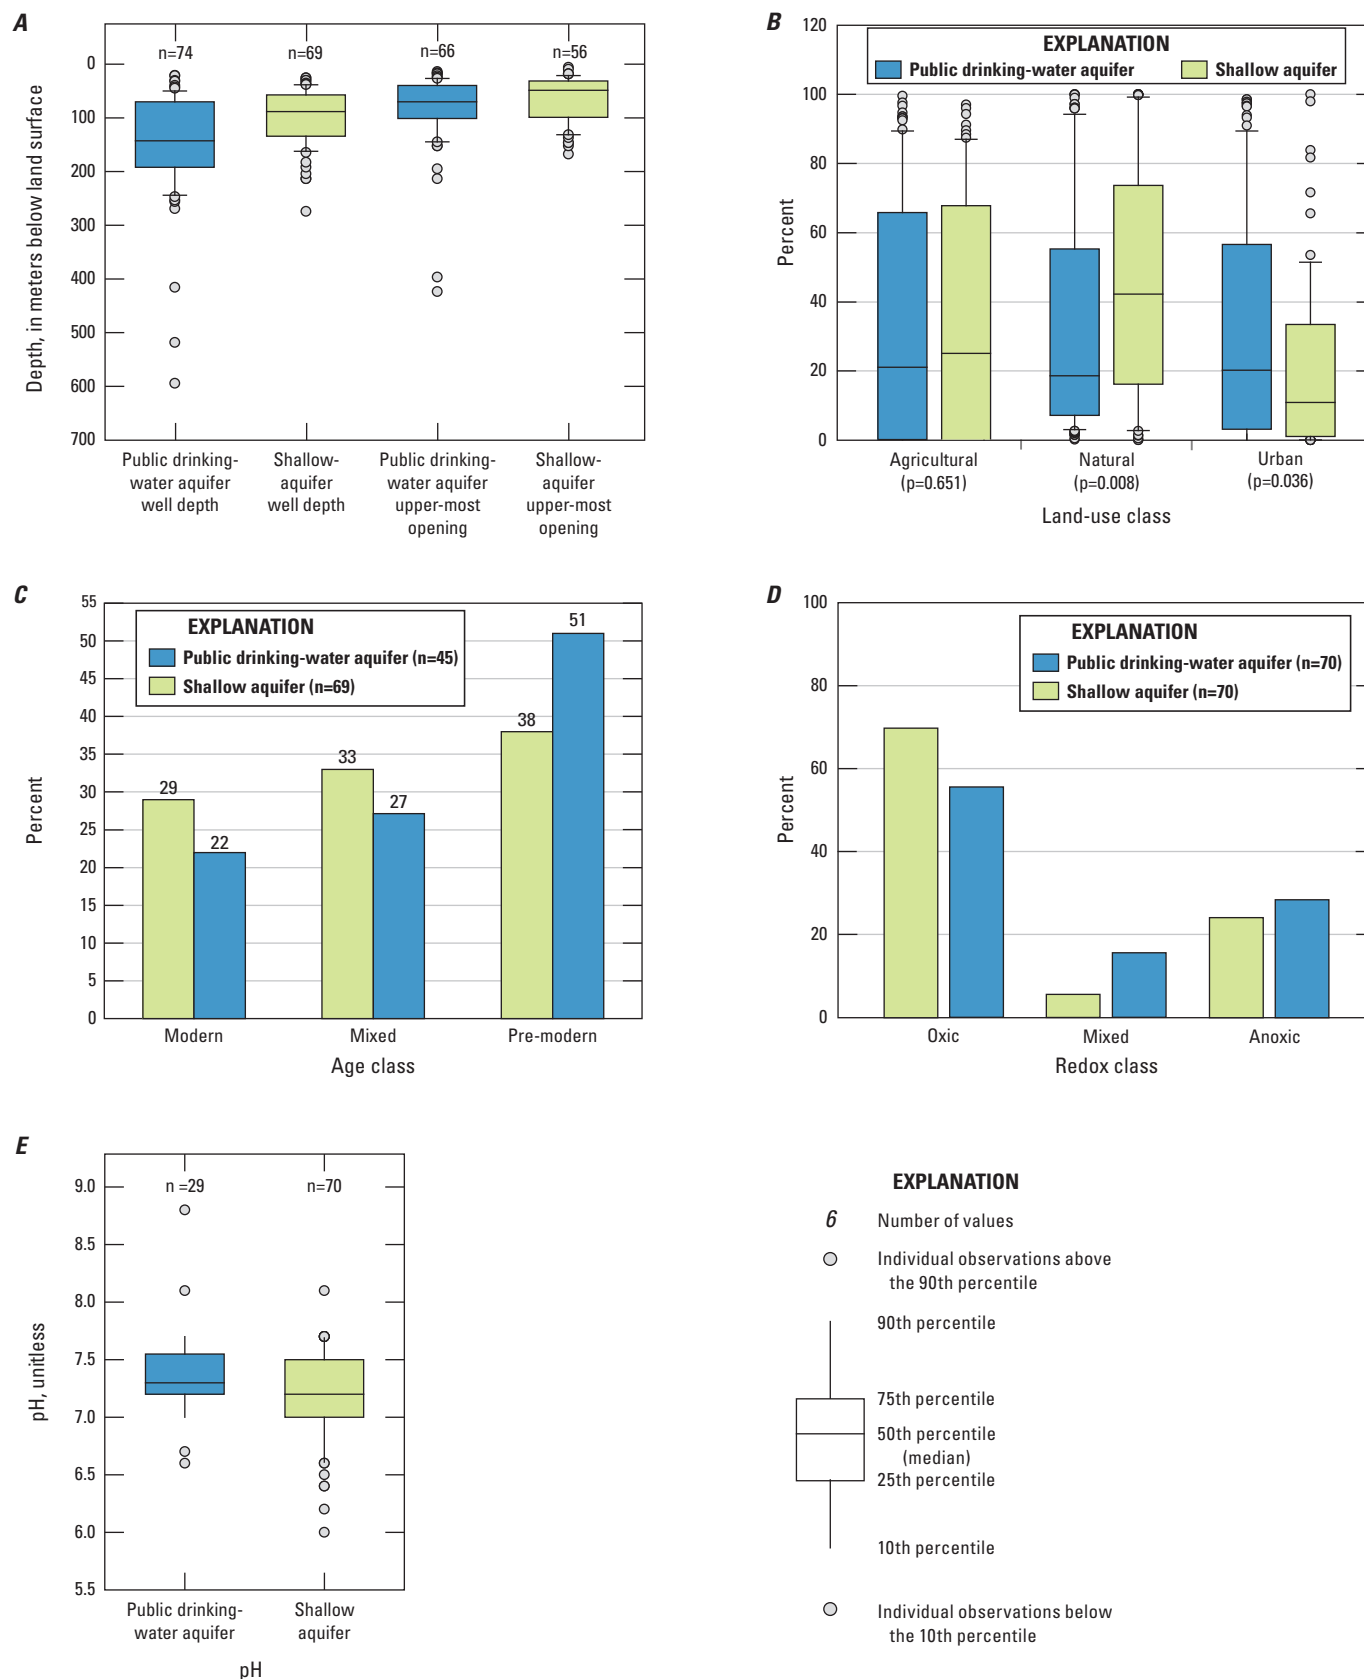 A
n=74
n=69
n=66
n=56
0
100
200
300
400
500
600
700
Depth, in meters below land surface
Public drinking-
water aquifer
well depth
Shallow-
aquifer
well depth
Public drinking-
water aquifer
upper-most
opening
Shallow-
aquifer
upper-most
opening
B
EXPLANATION
Public drinking-water aquifer
Shallow aquifer
120
100
80
60
40
20
0
Percent
Agricultural
(p=0.651)
Natural
(p=0.008)
Urban
(p=0.036)
Land-use class
C
EXPLANATION
Public drinking-water aquifer (n=45)
Shallow aquifer (n=69)
55
50
45
40
35
30
25
20
15
10
5
0
Percent
29
22
33
27
38
51
Modern
Mixed
Pre-modern
Age class
D
EXPLANATION
Public drinking-water aquifer (n=70)
Shallow aquifer (n=70)
100
80
60
40
20
0
Percent
Oxic
Mixed
Anoxic
Redox class
E
n =29
n=70
9.0
8.5
8.0
7.5
7.0
6.5
6.0
5.5
pH, unitless
Public drinking-
water aquifer
Shallow
aquifer
pH
EXPLANATION
6 Number of values
Individual observations above
the 90th percentile
90th percentile
75th percentile
50th percentile
(median)
25th percentile
10th percentile
Individual observations below
the 10th percentile